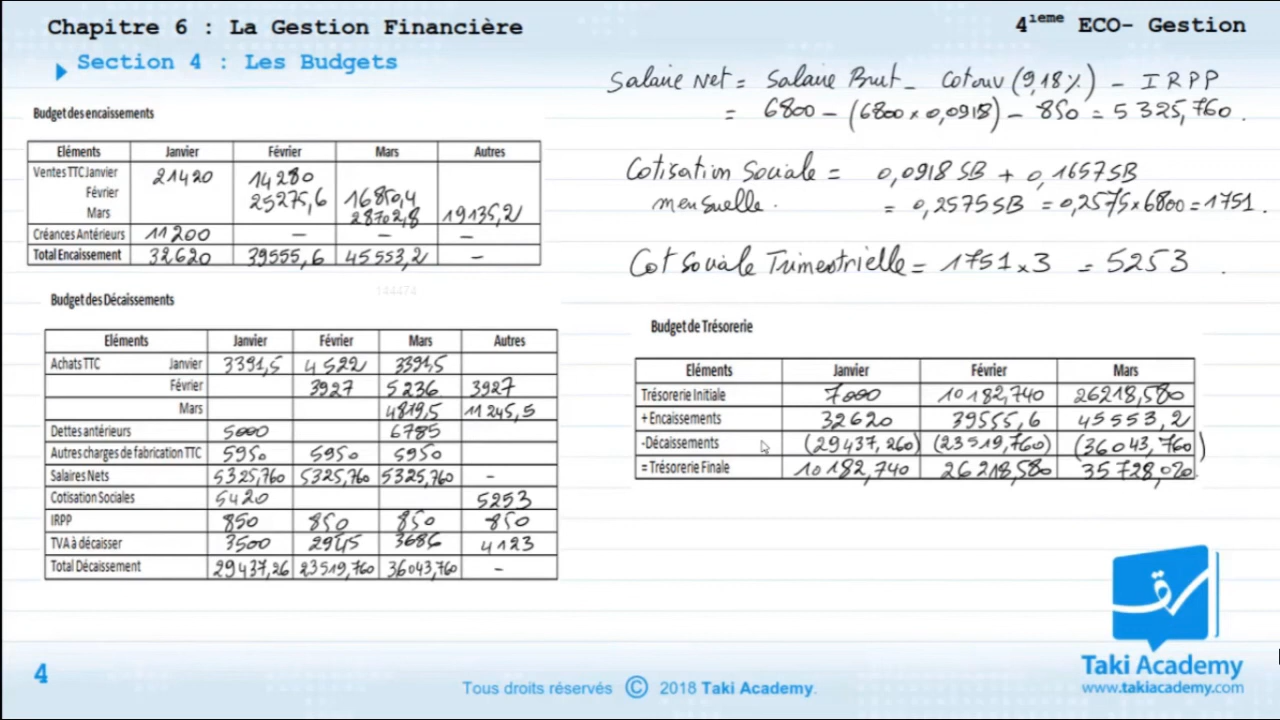 Chapitre 6 : La Gestion Financière
4ieme ECO- Gestion
Section 4 : Les Budgets
Salaire Net = Salaire Brut - Cotouv (9,18%) - IRPP
= 6800 - (6800 x 0,0918) - 850 = 5325,760.
Cotisation Sociale = 0,0918 SB + 0,1657 SB
mensuelle. = 0,2575 SB = 0,2575 x 6800 = 1751.
Cot Sociale Trimestrielle = 1751 x 3 = 5253.
Budget des encaissements
Eléments Janvier Février Mars Autres
Ventes TTC Janvier 21420 14280
Février 25275,6 16850,4
Mars 28702,8 19135,2
Créances Antérieurs 11200 - - -
Total Encaissement 32620 39555,6 45553,2 -
144474
Budget des Décaissements
Eléments Janvier Février Mars Autres
Achats TTC Janvier 3391,5 4522 3391,5
Février 3927 5236 3927
Mars 4819,5 11245,5
Dettes antérieurs 5000 6785
Autres charges de fabrication TTC 5950 5950 5950
Salaires Nets 5325,760 5325,760 5325,760 -
Cotisation Sociales 5420 5253
IRPP 850 850 850 850
TVA à décaisser 3500 2945 3686 4123
Total Décaissement 29437,26 23519,760 36043,760 -
Budget de Trésorerie
Eléments Janvier Février Mars
Trésorerie Initiale 7000 10182,740 26218,580
+ Encaissements 32620 39555,6 45553,2
-Décaissements (29437,260) (23519,760) (36043,760)
= Trésorerie Finale 10182,740 26218,580 35728,020
4
Tous droits réservés © 2018 Taki Academy.
Taki Academy
www.takiacademy.com